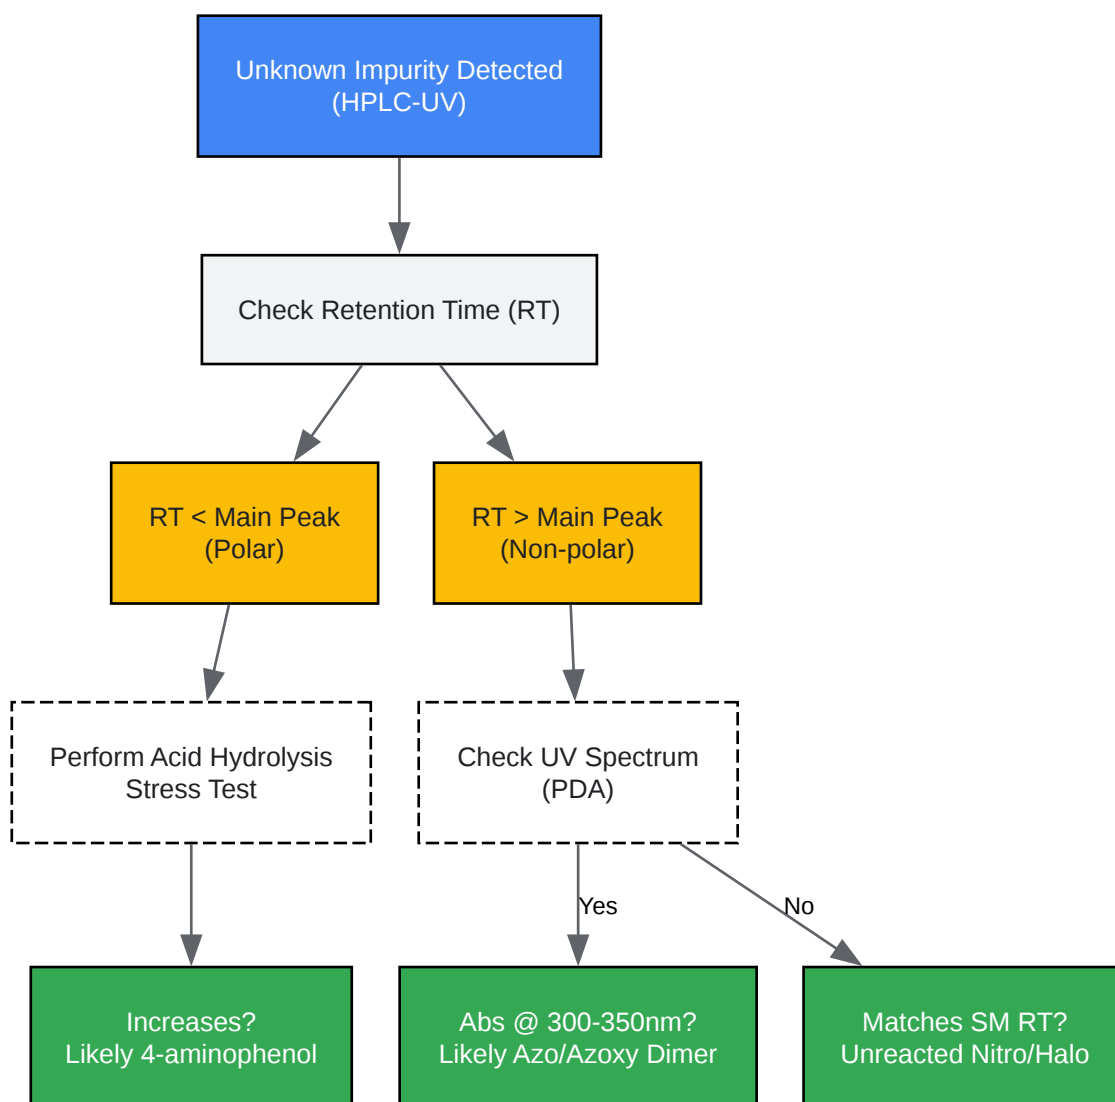 Unknown Impurity Detected
(HPLC-UV)
Check Retention Time (RT)
RT < Main Peak
(Polar)
RT > Main Peak
(Non-polar)
Perform Acid Hydrolysis
Stress Test
Check UV Spectrum
(PDA)
Yes
No
Increases?
Likely 4-aminophenol
Abs @ 300-350nm?
Likely Azo/Azoxy Dimer
Matches SM RT?
Unreacted Nitro/Halo